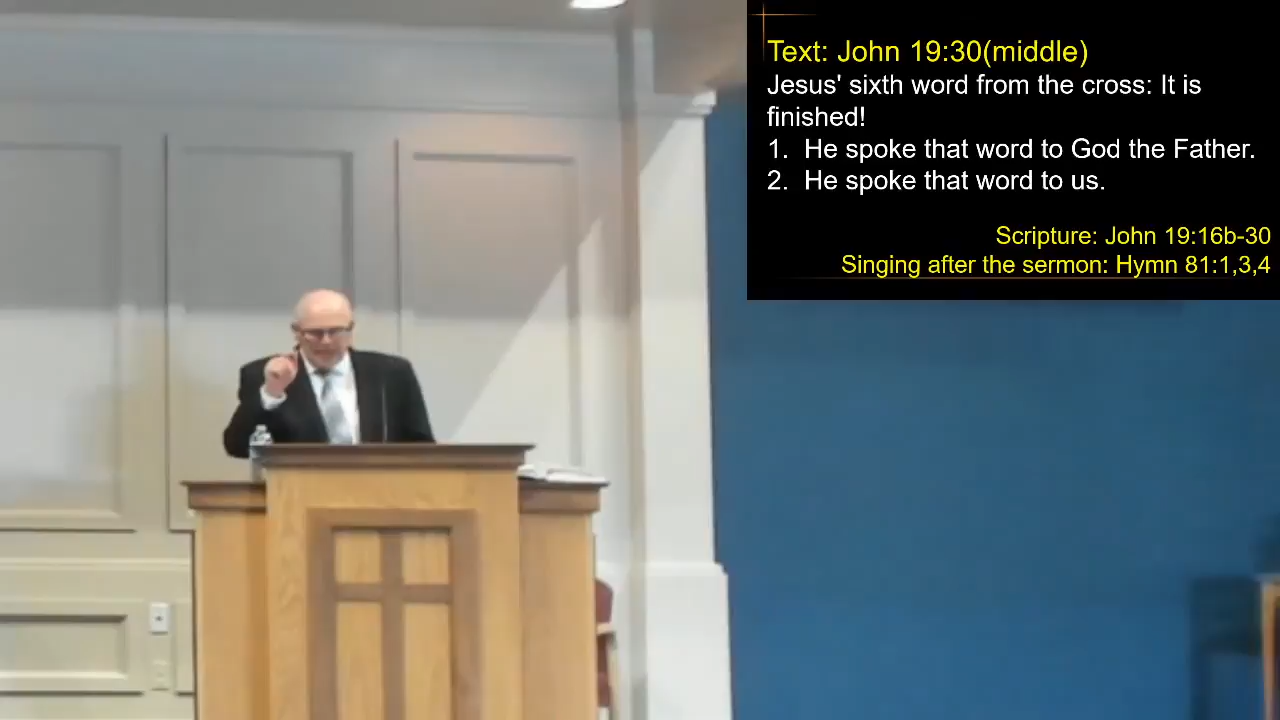 Text: John 19:30(middle)
Jesus' sixth word from the cross: It is
finished!
1. He spoke that word to God the Father.
2. He spoke that word to us.
Scripture: John 19:16b-30
Singing after the sermon: Hymn 81:1,3,4